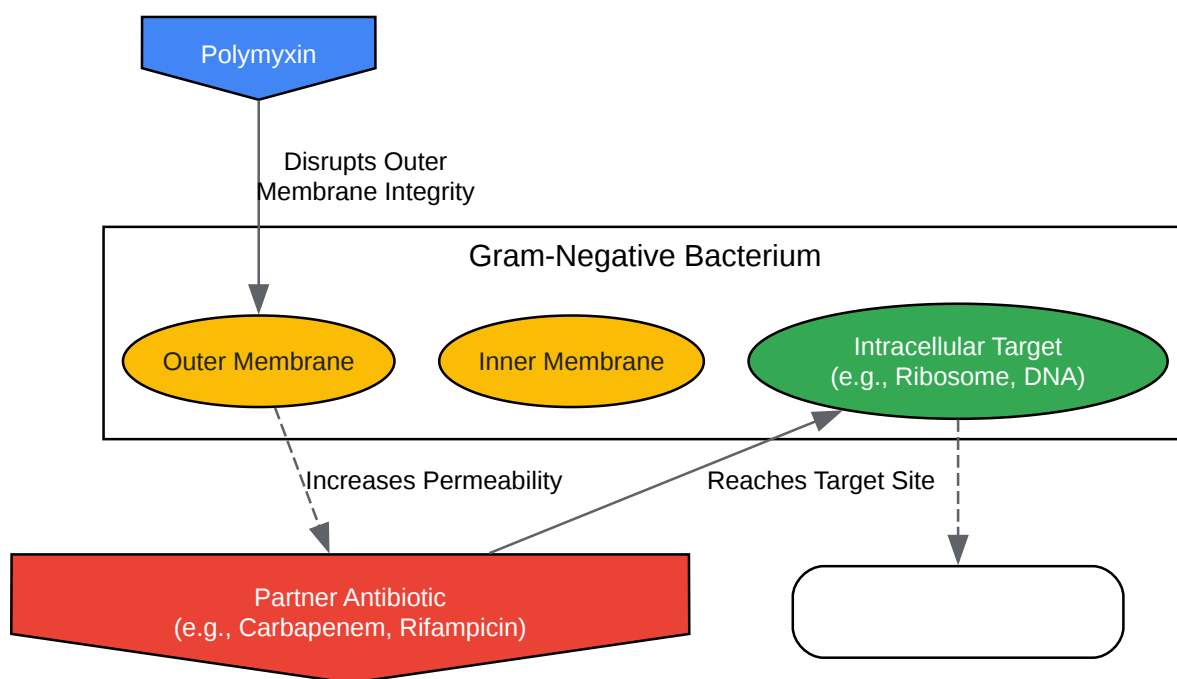 Polymyxin
Disrupts Outer
Membrane Integrity
Gram-Negative Bacterium
Outer Membrane
Inner Membrane
Intracellular Target
(e.g., Ribosome, DNA)
Increases Permeability
Reaches Target Site
Partner Antibiotic
(e.g., Carbapenem, Rifampicin)